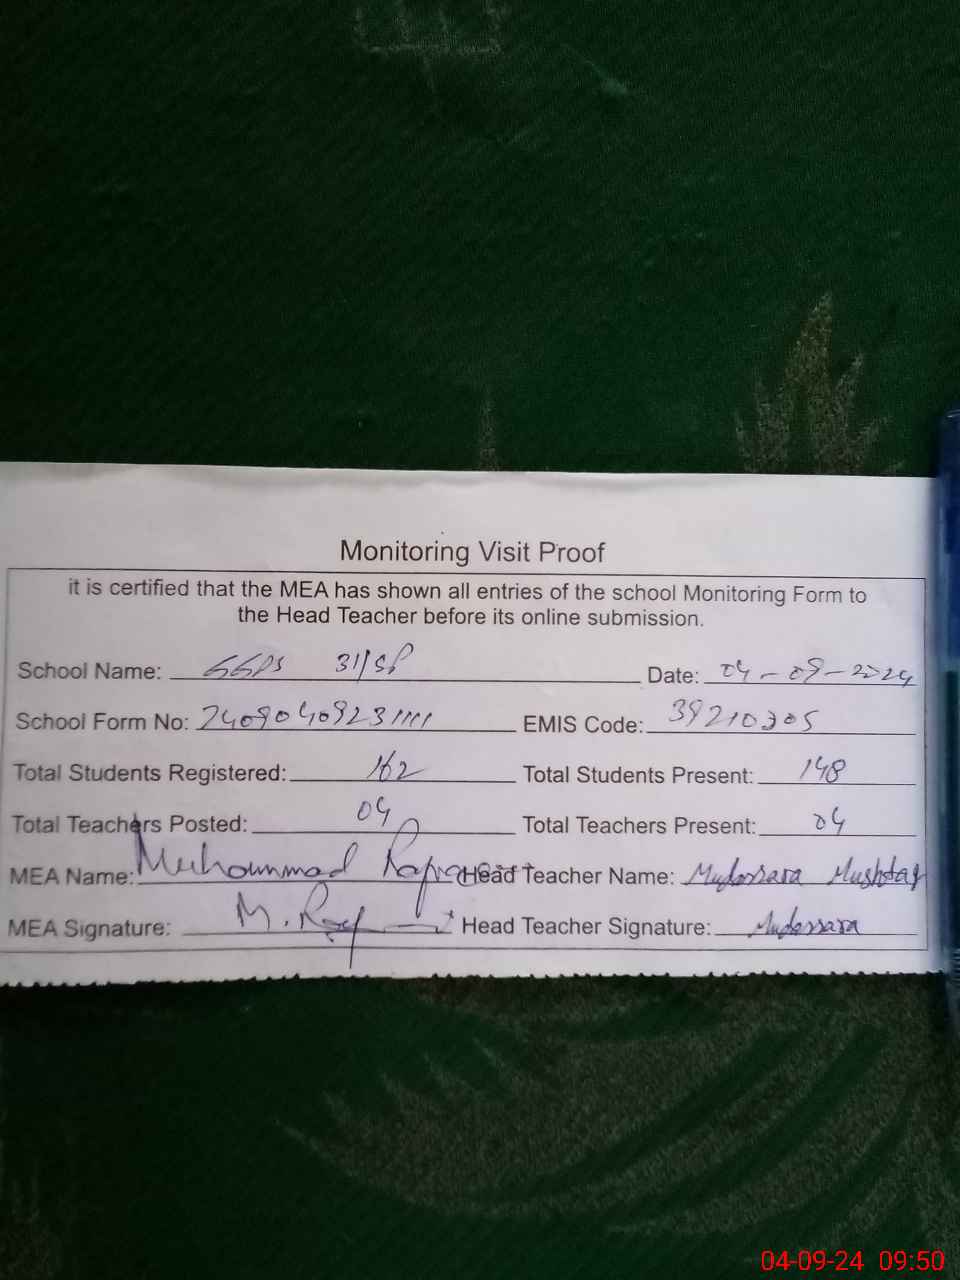 Monitoring Visit Proof
it is certified that the MEA has shown all entries of the school Monitoring Form to
the Head Teacher before its online submission.
School Name: GGPS 31/SP Date: 04-09-2024
School Form No: 24090409231111 EMIS Code: 39210305
Total Students Registered: 162 Total Students Present: 148
Total Teachers Posted: 04 Total Teachers Present: 04
MEA Name: Muhammad Head Teacher Name: Mudassara Mushtaq
MEA Signature: M. Head Teacher Signature: Mudassara
04-09-24 09:50